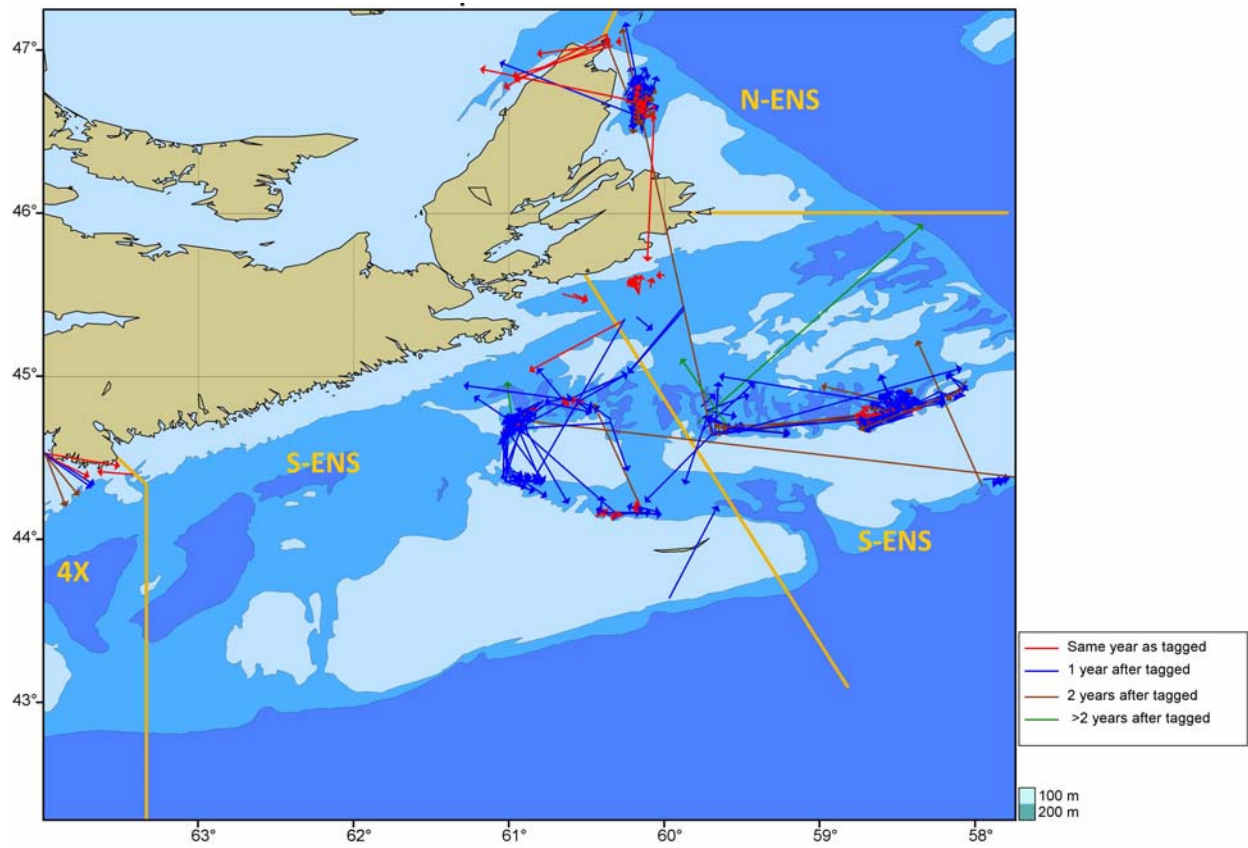 47°
46°
45°
44°
43°
N-ENS
S-ENS
S-ENS
4X
63°
62°
61°
60°
59°
58°
Same year as tagged
1 year after tagged
2 years after tagged
>2 years after tagged
100 m
200 m